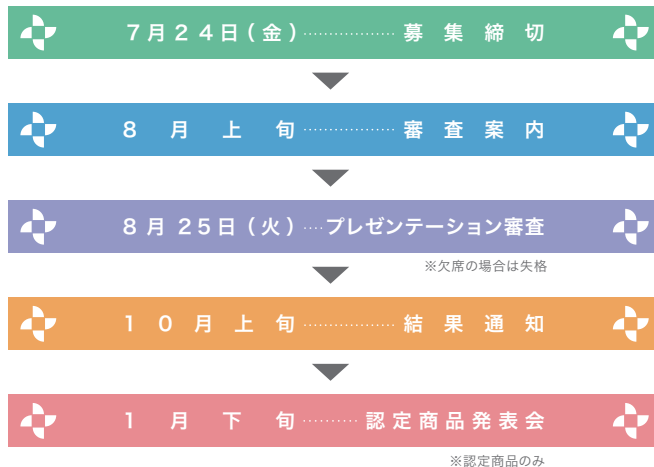 7月24日(金)………………募集締切
8月上旬………………審査案内
8月25日(火)……プレゼンテーション審査
※欠席の場合は失格
10月上旬………………結果通知
1月下旬…………認定商品発表会
※認定商品のみ